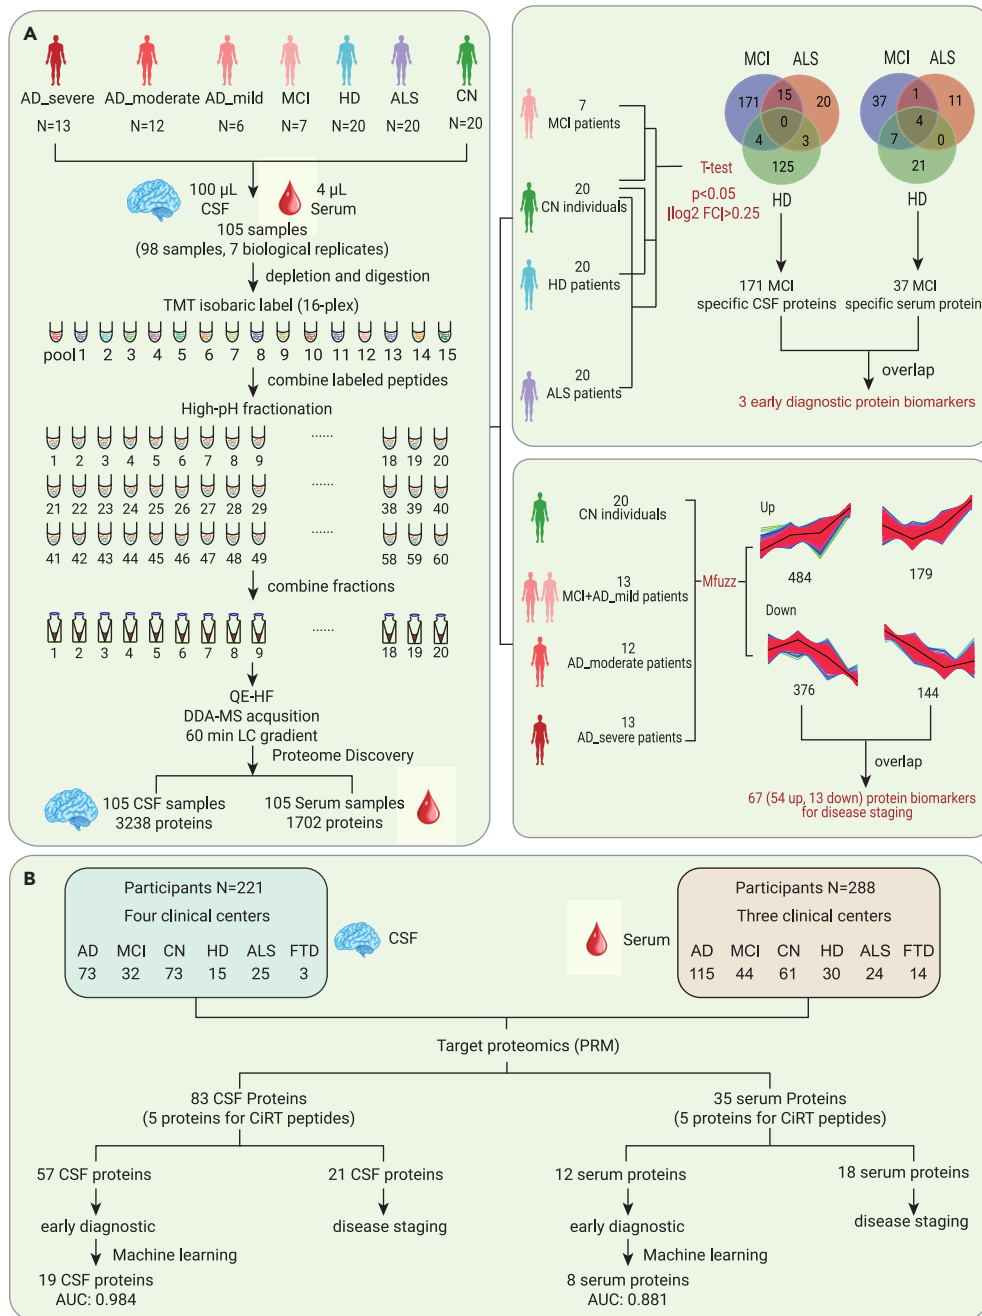 A
AD_severe AD_moderate AD_mild MCI HD ALS CN
N=13 N=12 N=6 N=7 N=20 N=20 N=20
100 µL CSF
4 µL Serum
105 samples
(98 samples, 7 biological replicates)
depletion and digestion
TMT isobaric label (16-plex)
pool 1 2 3 4 5 6 7 8 9 10 11 12 13 14 15
combine labeled peptides
High-pH fractionation
......
1 2 3 4 5 6 7 8 9 18 19 20
......
21 22 23 24 25 26 27 28 29 38 39 40
......
41 42 43 44 45 46 47 48 49 58 59 60
combine fractions
......
1 2 3 4 5 6 7 8 9 18 19 20
QE-HF
DDA-MS acqusition
60 min LC gradient
Proteome Discovery
105 CSF samples
3238 proteins
105 Serum samples
1702 proteins
7
MCI patients
20
CN individuals
20
HD patients
20
ALS patients
T-test
p<0.05
|log2 FC|>0.25
MCI ALS
171 15 20
0
4 3
125
HD
MCI ALS
37 1 11
4
7 0
21
HD
171 MCI
specific CSF proteins
37 MCI
specific serum protein
overlap
3 early diagnostic protein biomarkers
20
CN individuals
13
MCI+AD_mild patients
12
AD_moderate patients
13
AD_severe patients
Mfuzz
Up
484 179
Down
376 144
overlap
67 (54 up, 13 down) protein biomarkers
for disease staging
B
Participants N=221
Four clinical centers
AD MCI CN HD ALS FTD
73 32 73 15 25 3
CSF
Serum
Participants N=288
Three clinical centers
AD MCI CN HD ALS FTD
115 44 61 30 24 14
Target proteomics (PRM)
83 CSF Proteins
(5 proteins for CiRT peptides)
35 serum Proteins
(5 proteins for CiRT peptides)
57 CSF proteins
21 CSF proteins
12 serum proteins
18 serum proteins
early diagnostic
disease staging
early diagnostic
disease staging
Machine learning
Machine learning
19 CSF proteins
AUC: 0.984
8 serum proteins
AUC: 0.881